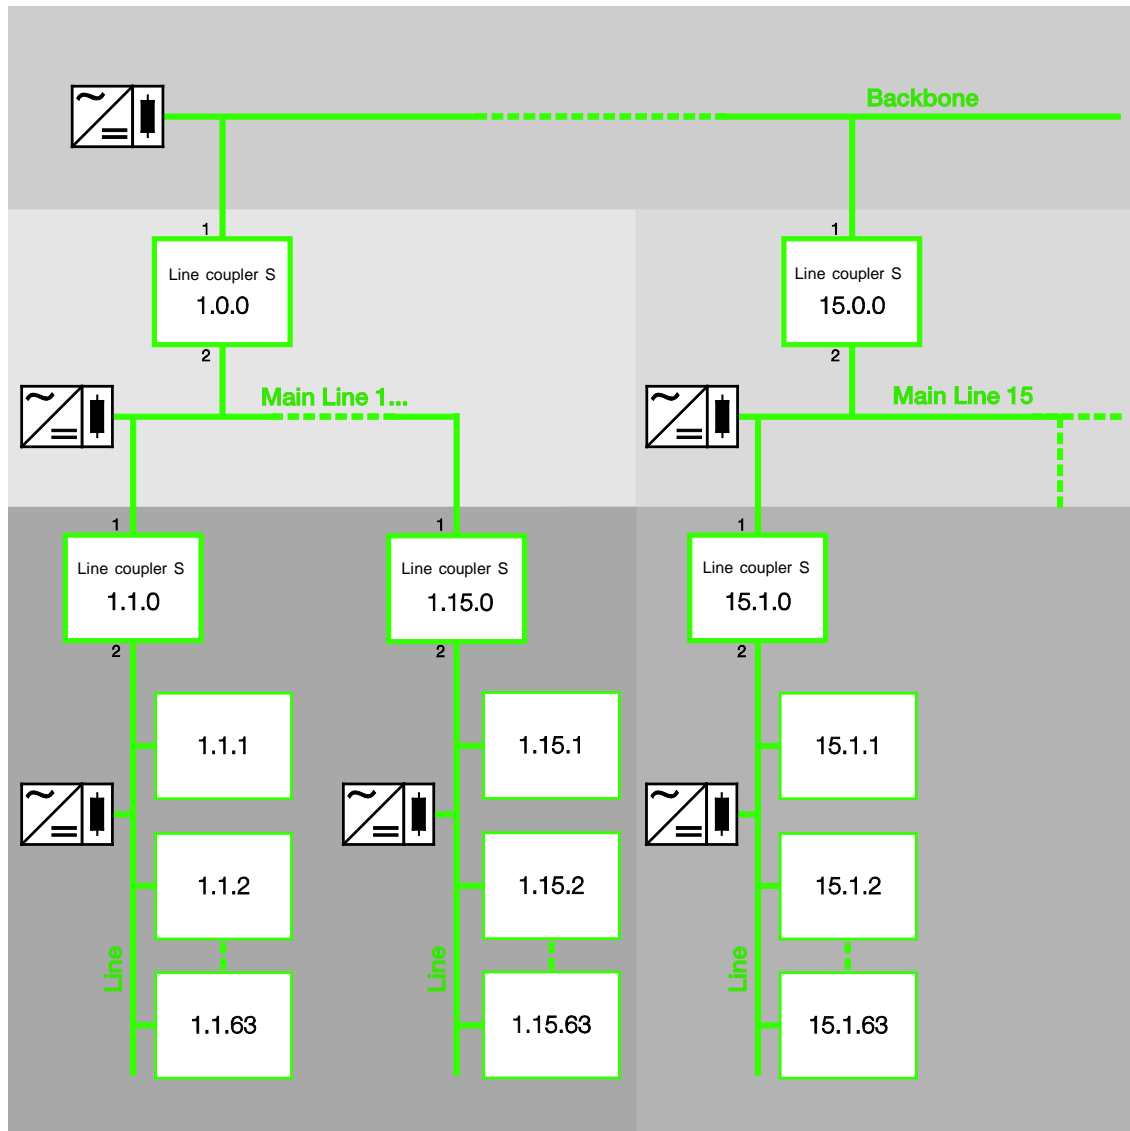 Backbone
1
1
Line coupler S
1.0.0
Line coupler S
15.0.0
2
2
Main Line 1...
Main Line 15
1
1
1
Line coupler S
1.1.0
Line coupler S
1.15.0
Line coupler S
15.1.0
2
2
2
1.1.1
1.15.1
15.1.1
1.1.2
1.15.2
15.1.2
Line
Line
Line
1.1.63
1.15.63
15.1.63